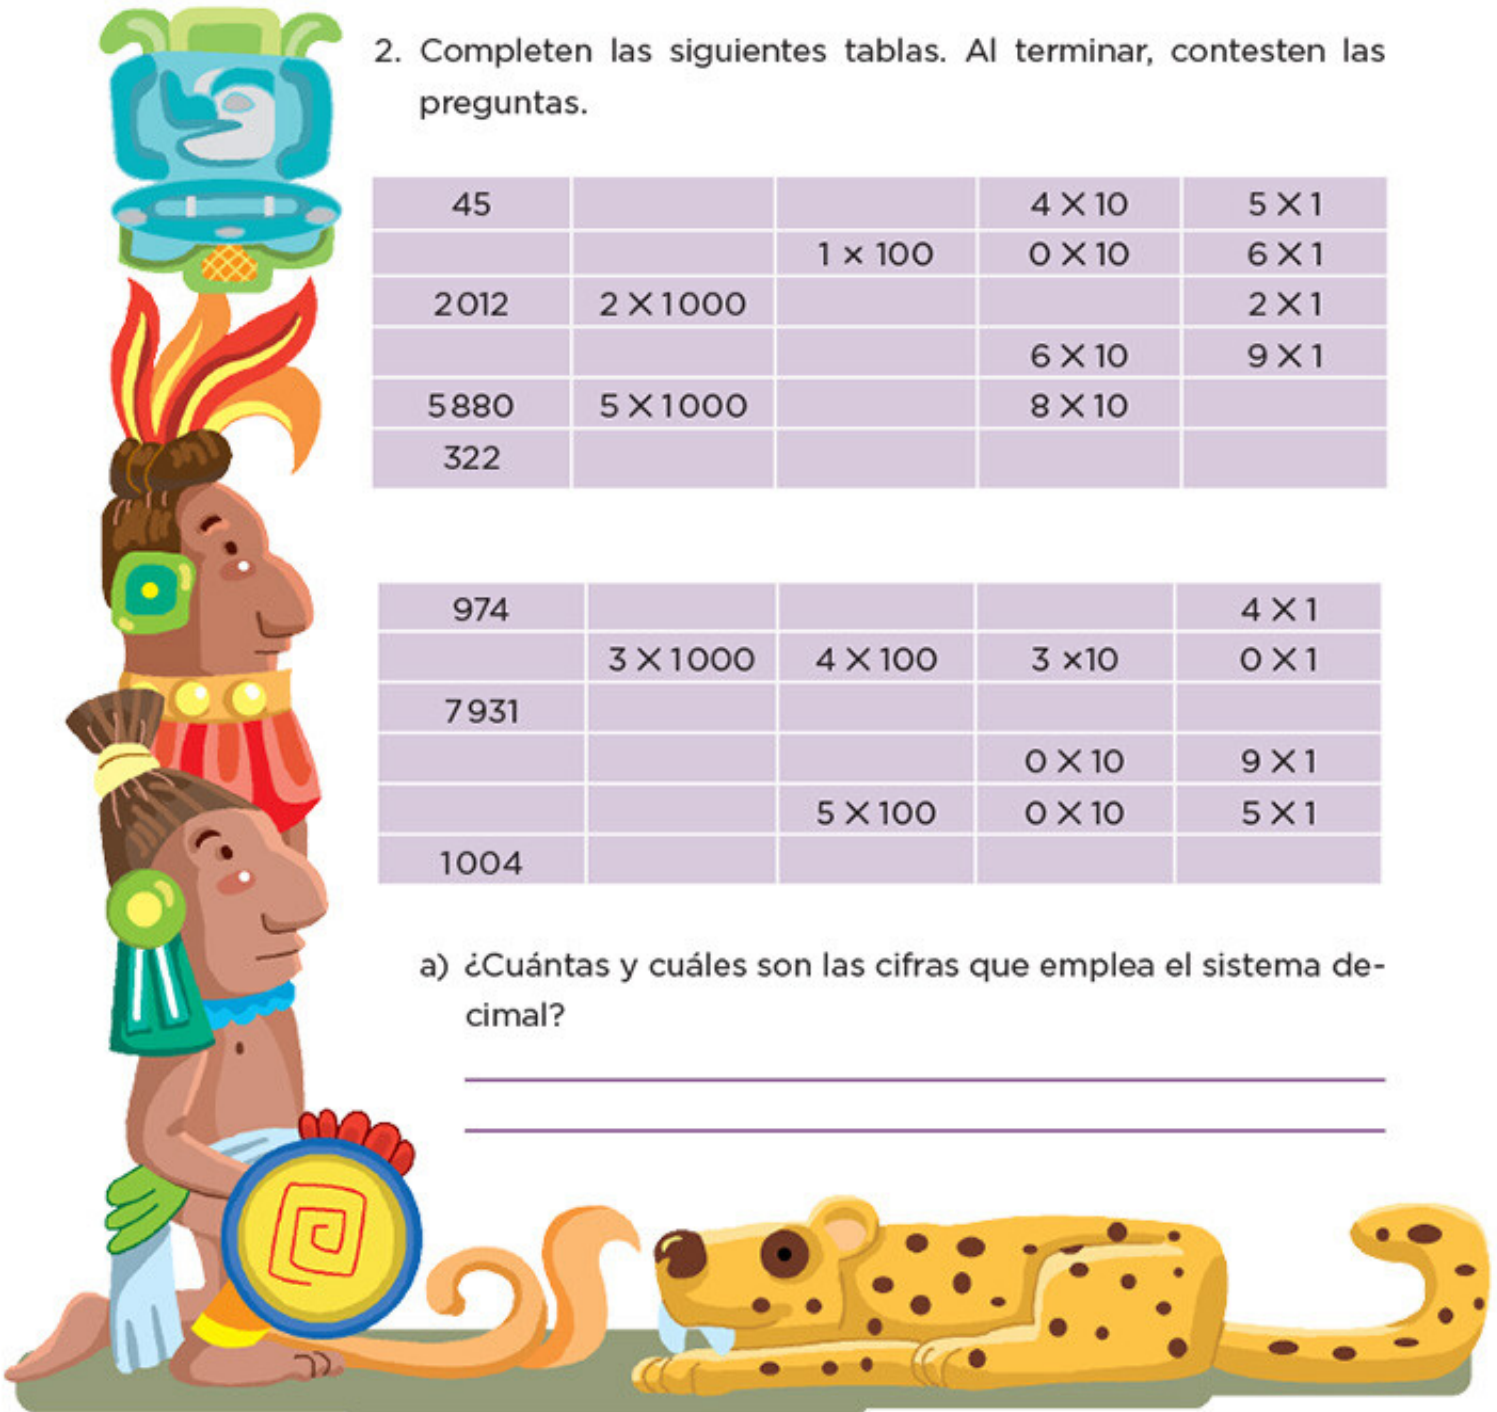 2. Completen las siguientes tablas. Al terminar, contesten las
preguntas.
45 4 X 10 5 X 1
1 x 100 0 X 10 6 X 1
2012 2 X 1000 2 X 1
6 X 10 9 X 1
5880 5 X 1000 8 X 10
322
974 4 X 1
3 X 1000 4 X 100 3 x10 0 X 1
7931
0 X 10 9 X 1
5 X 100 0 X 10 5 X 1
1004
a) ¿Cuántas y cuáles son las cifras que emplea el sistema de-
cimal?